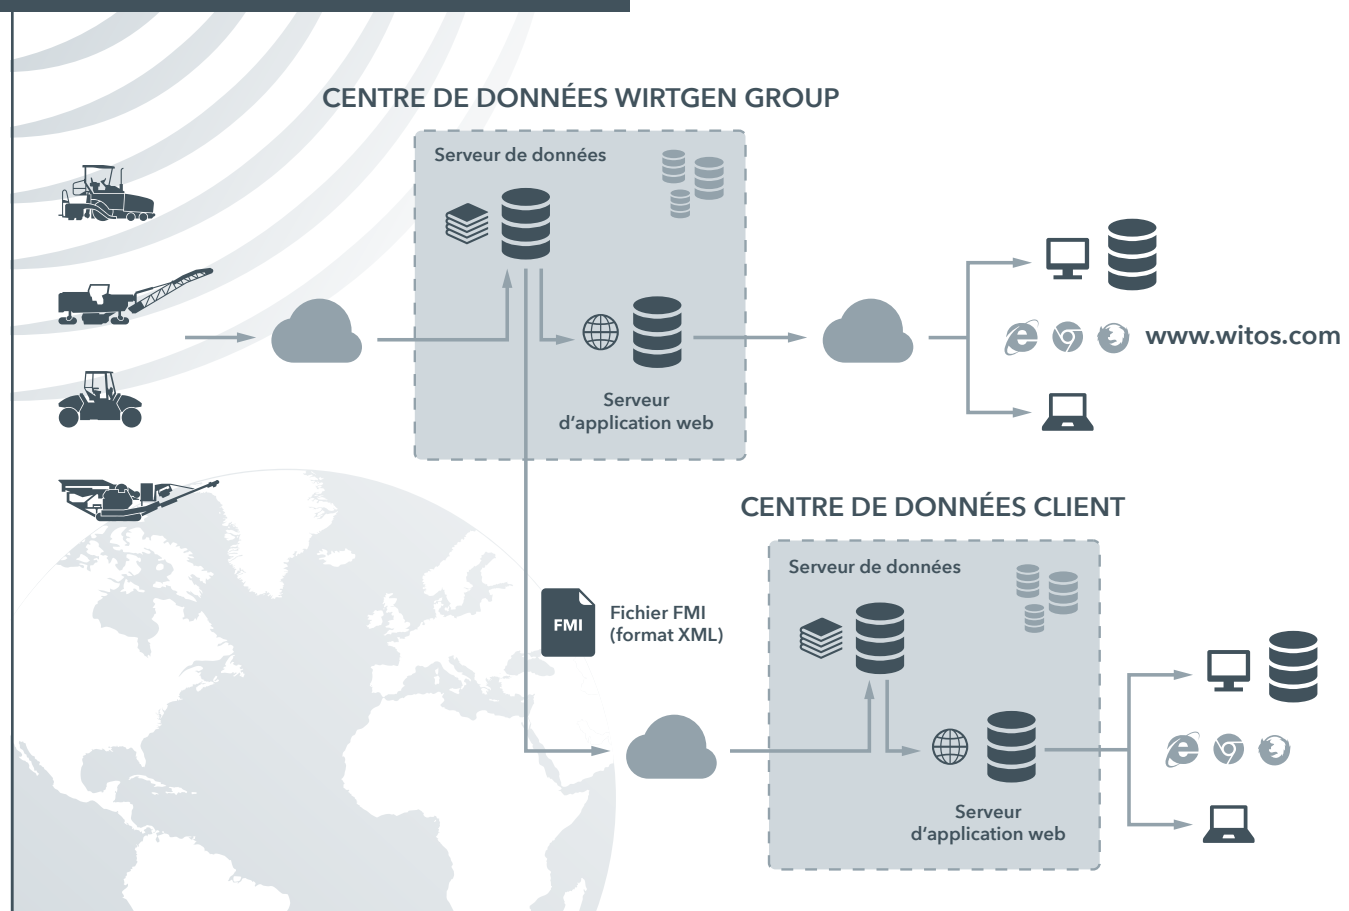 CENTRE DE DONNÉES WIRTGEN GROUP
Serveur de données
www.witos.com
Serveur
d‘application web
CENTRE DE DONNÉES CLIENT
Serveur de données
FMI
Fichier FMI
(format XML)
Serveur
d‘application web